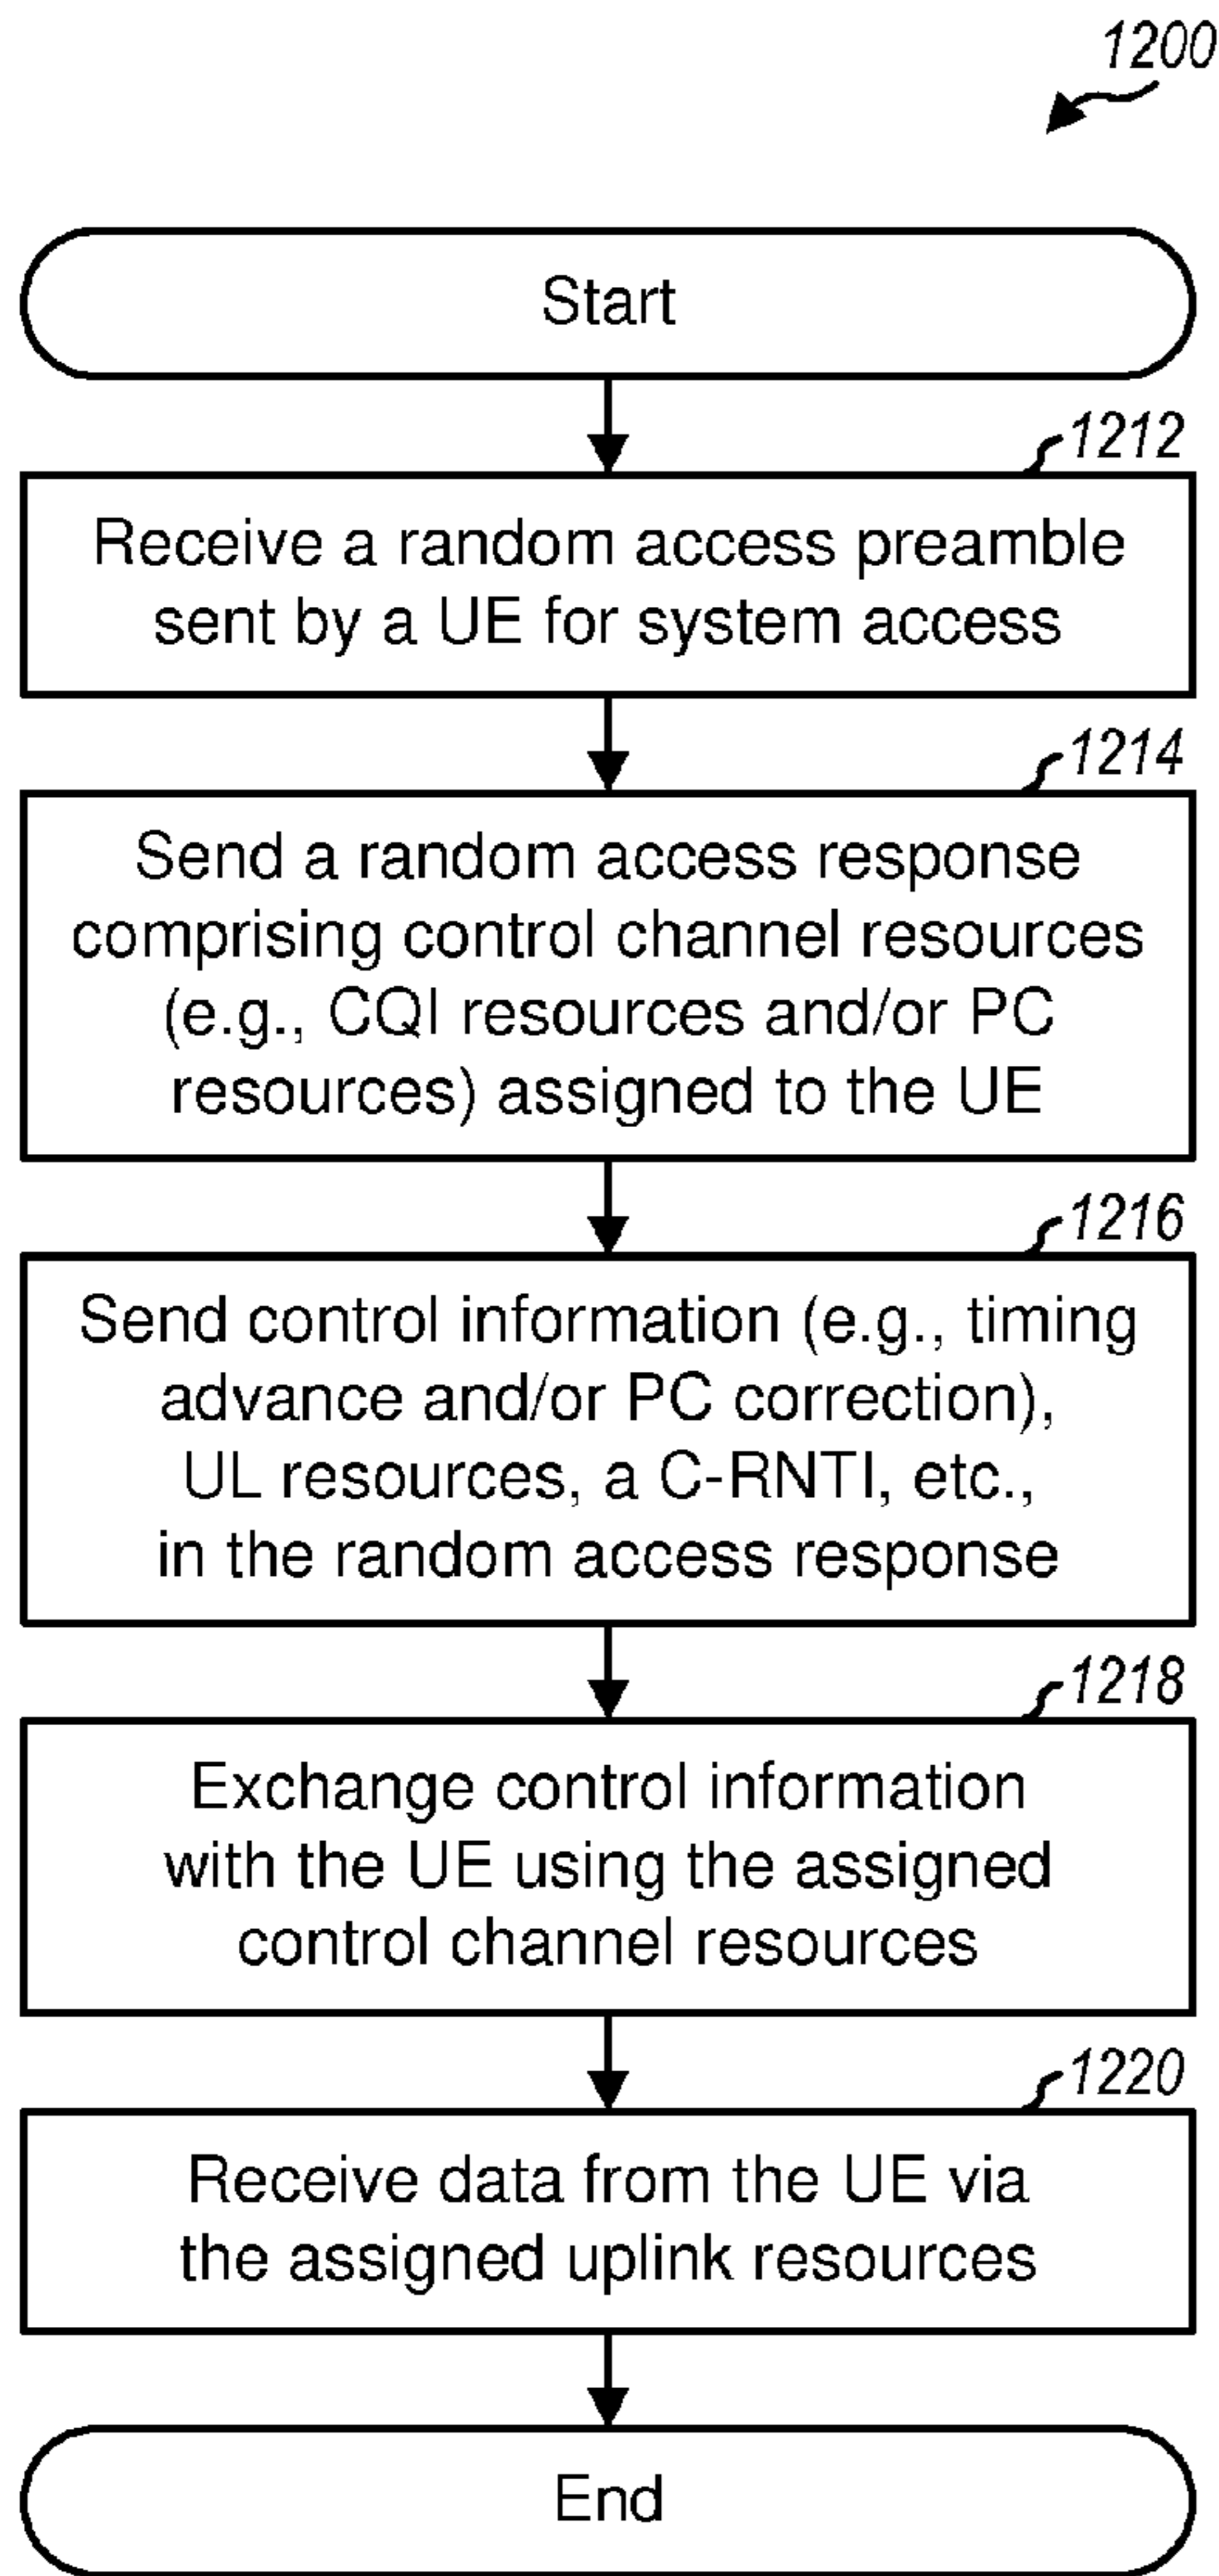 1200
Start
1212
Receive a random access preamble
sent by a UE for system access
1214
Send a random access response
comprising control channel resources
(e.g., CQI resources and/or PC
resources) assigned to the UE
1216
Send control information (e.g., timing
advance and/or PC correction),
UL resources, a C-RNTI, etc.,
in the random access response
1218
Exchange control information
with the UE using the assigned
control channel resources
1220
Receive data from the UE via
the assigned uplink resources
End